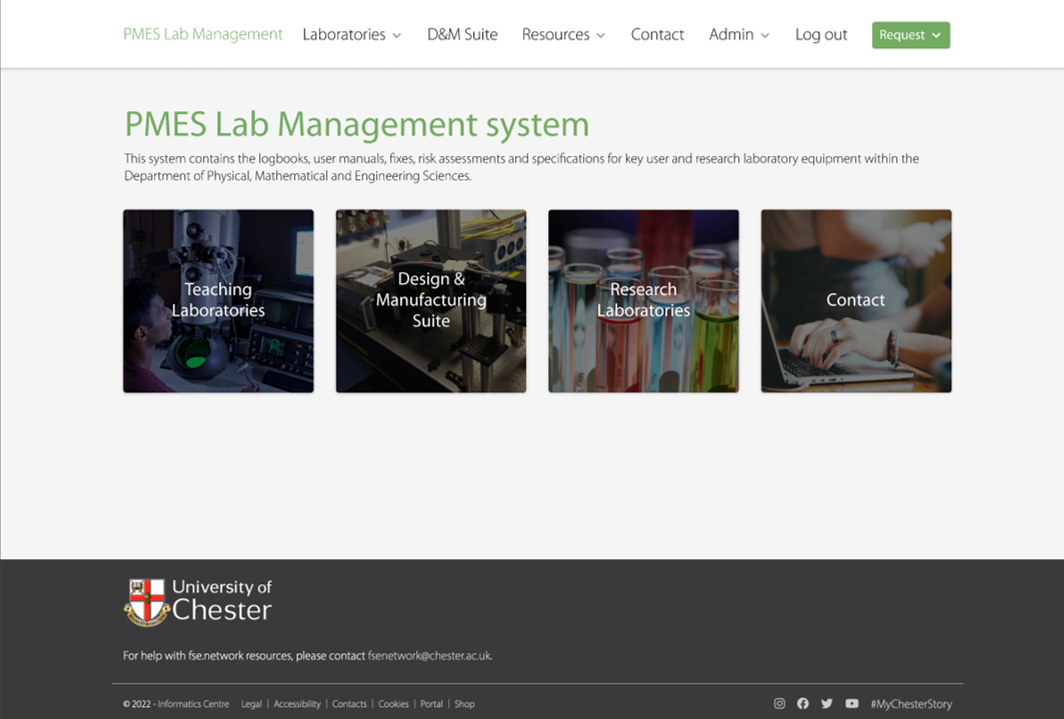 PMES Lab Management Laboratories D&M Suite Resources Contact Admin Log out Request
PMES Lab Management system
This system contains the logbooks, user manuals, fixes, risk assessments and specifications for key user and research laboratory equipment within the
Department of Physical, Mathematical and Engineering Sciences.
Teaching
Laboratories
Design &
Manufacturing
Suite
Research
Laboratories
Contact
University of
Chester
For help with fse.network resources, please contact fsenetwork@chester.ac.uk.
© 2022 - Informatics Centre Legal | Accessibility | Contacts | Cookies | Portal | Shop #MyChesterStory